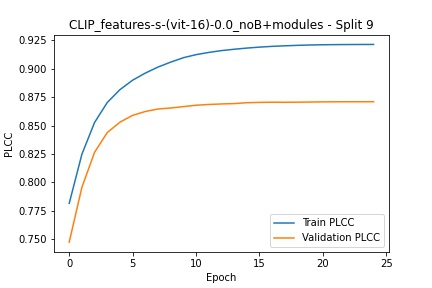 CLIP_features-s-(vit-16)-0.0_noB+modules - Split 9
PLCC
0.925
0.900
0.875
0.850
0.825
0.800
0.775
0.750
0 5 10 15 20 25
Epoch
Train PLCC
Validation PLCC